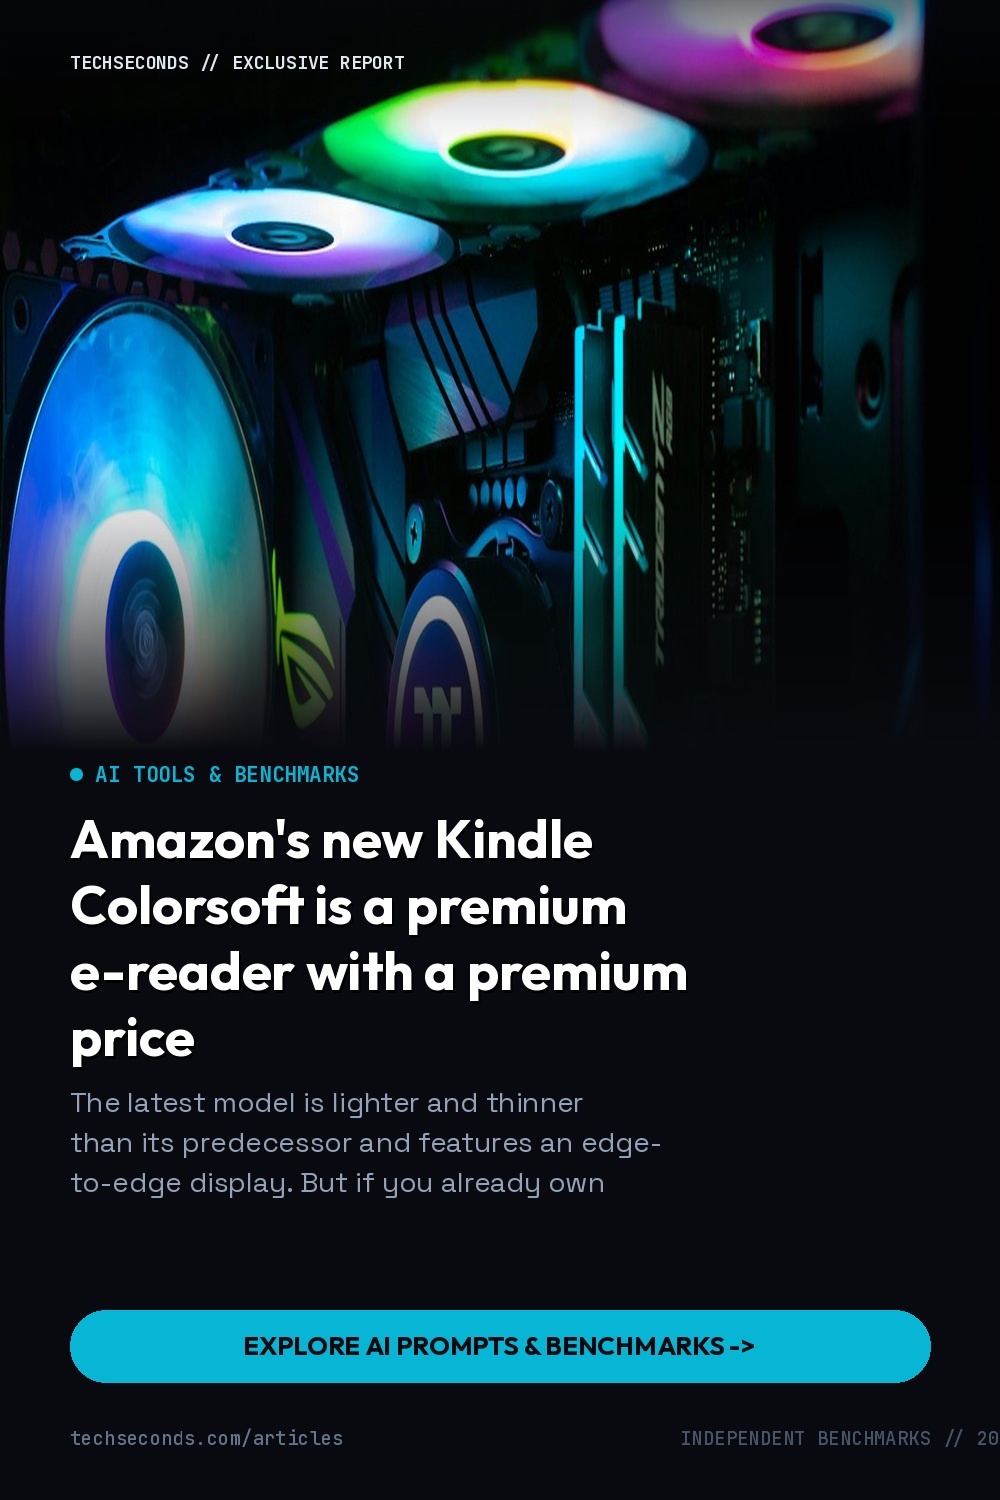 TECHSECONDS // EXCLUSIVE REPORT
TRIDENT Z
RGB
AI TOOLS & BENCHMARKS
Amazon's new Kindle
Colorsoft is a premium
e-reader with a premium
price
The latest model is lighter and thinner
than its predecessor and features an edge-
to-edge display. But if you already own
EXPLORE AI PROMPTS & BENCHMARKS ->
techseconds.com/articles
INDEPENDENT BENCHMARKS // 20